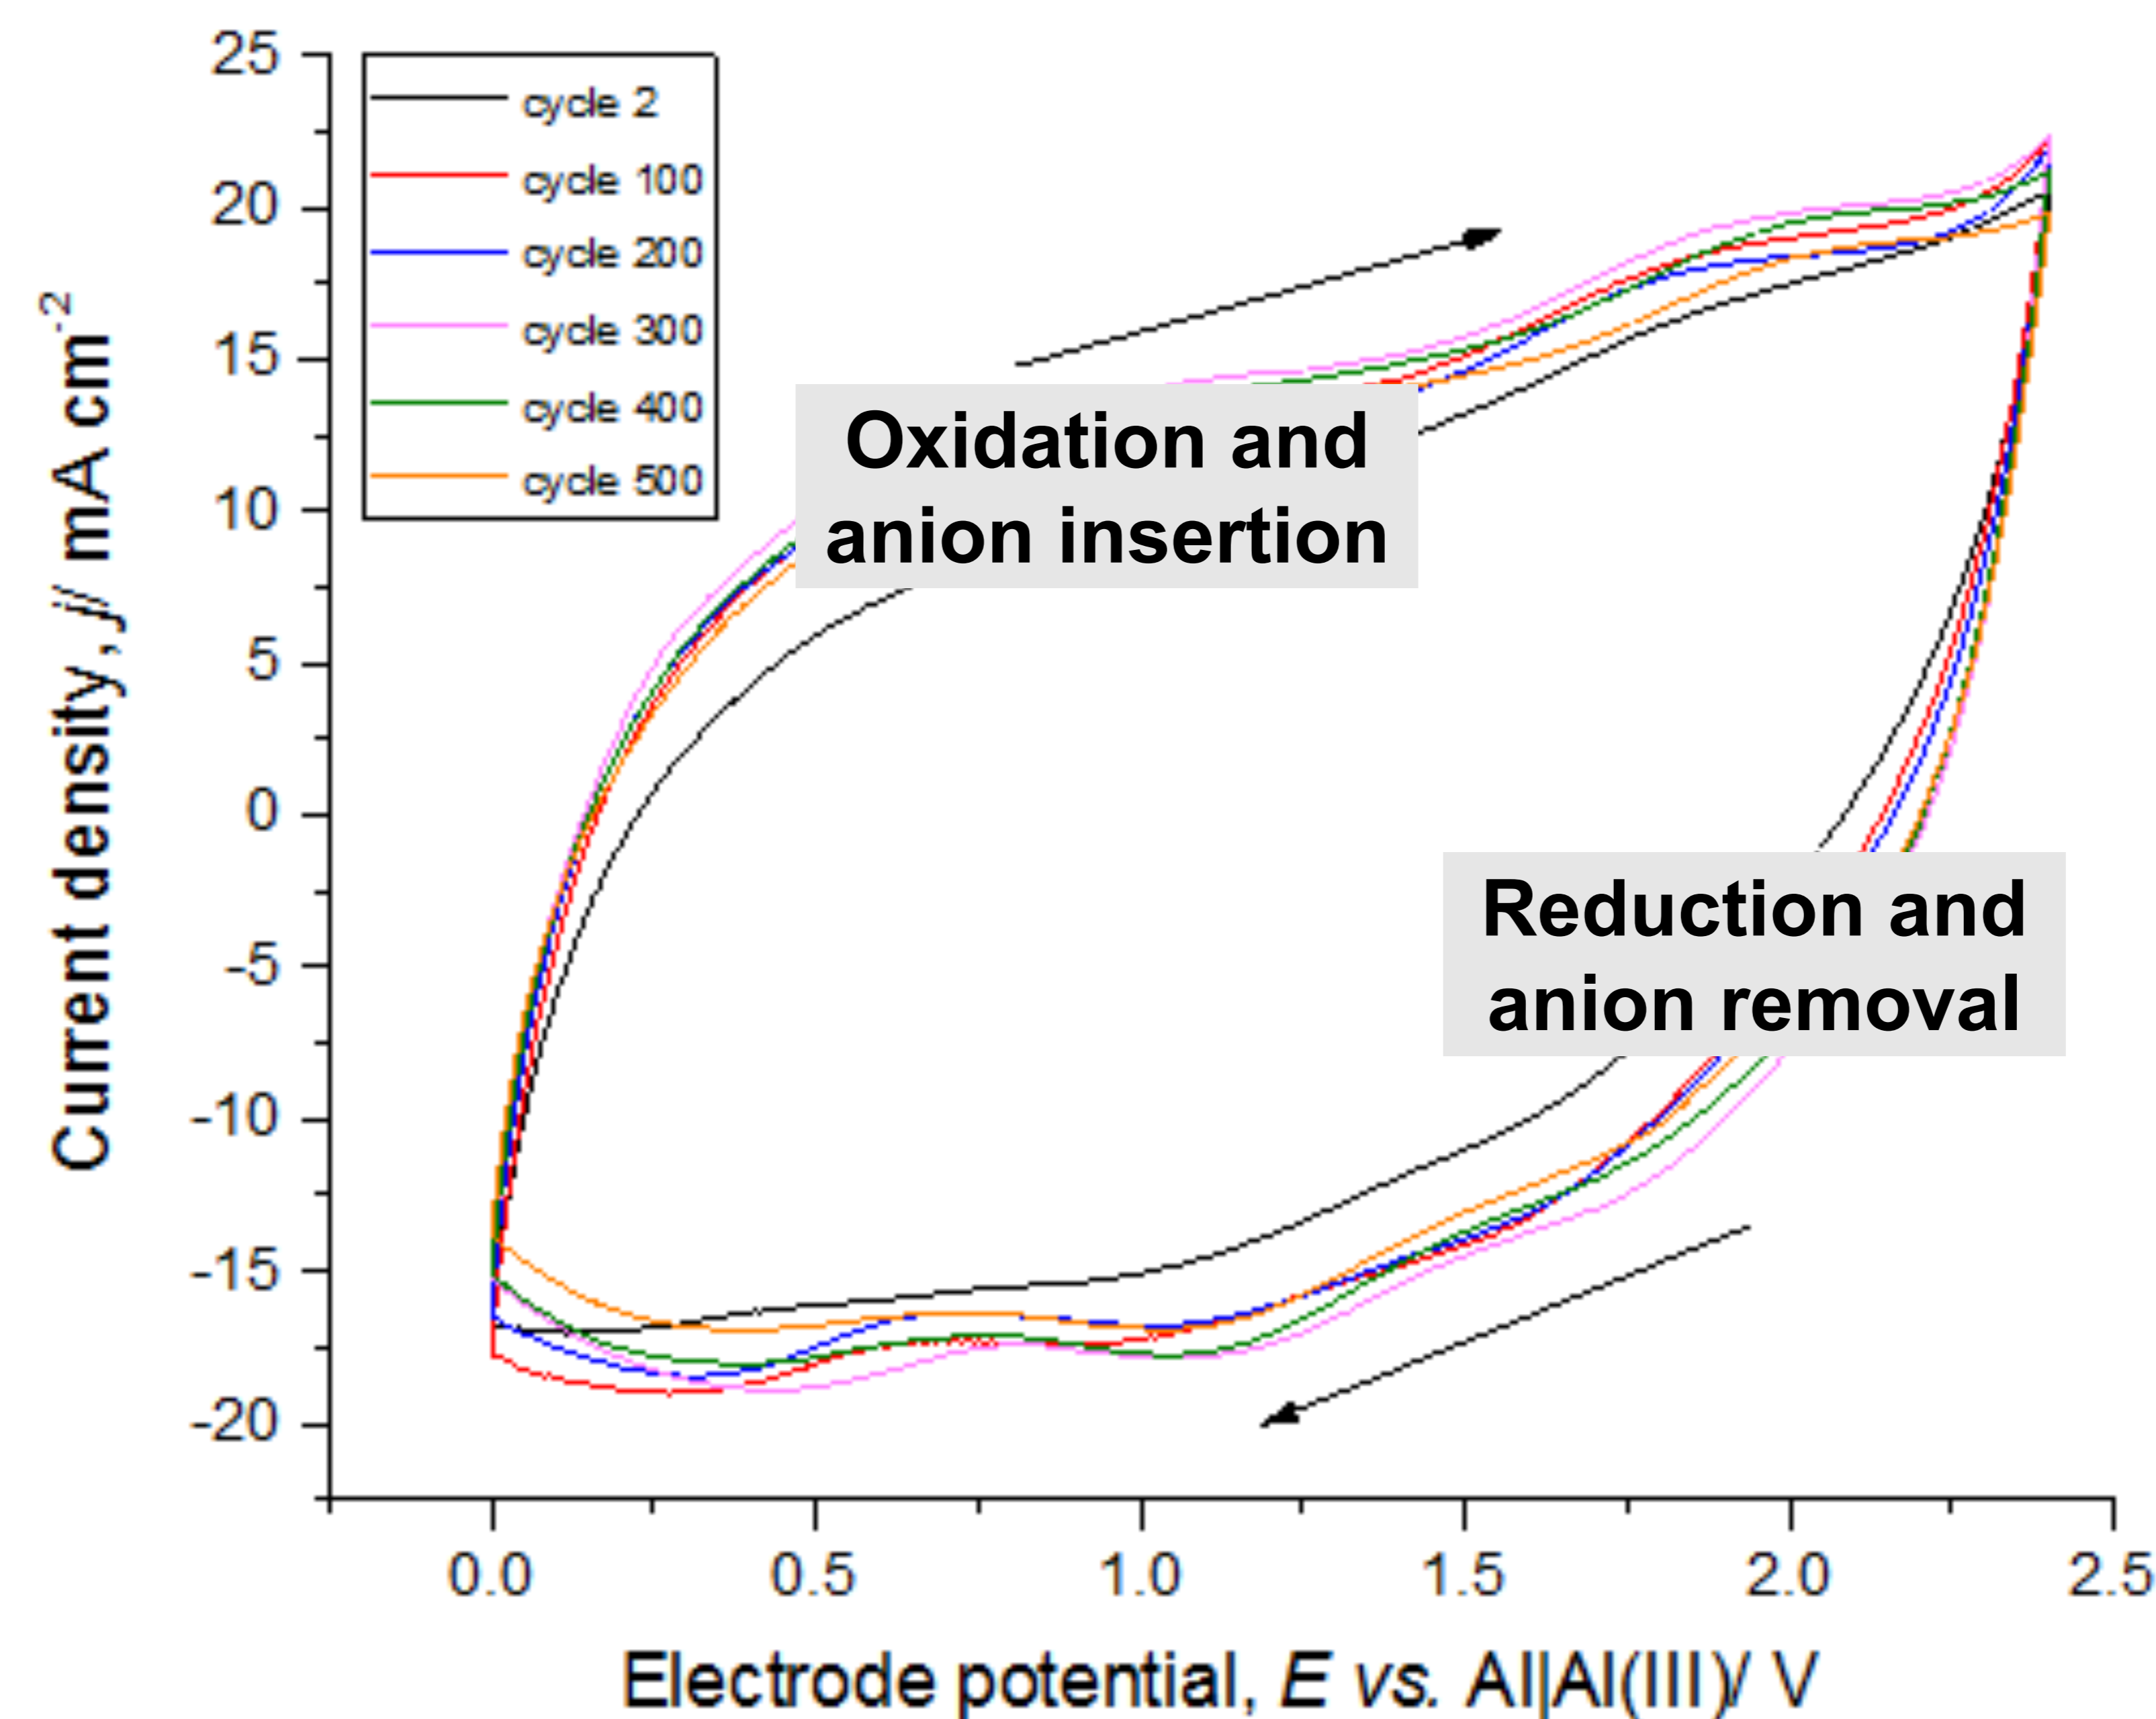 25
20
15
10
5
0
-5
-10
-15
-20
Current density, j/ mA cm-2
cycle 2
cycle 100
cycle 200
cycle 300
cycle 400
cycle 500
Oxidation and
anion insertion
Reduction and
anion removal
0.0 0.5 1.0 1.5 2.0 2.5
Electrode potential, E vs. Al|Al(III)/ V